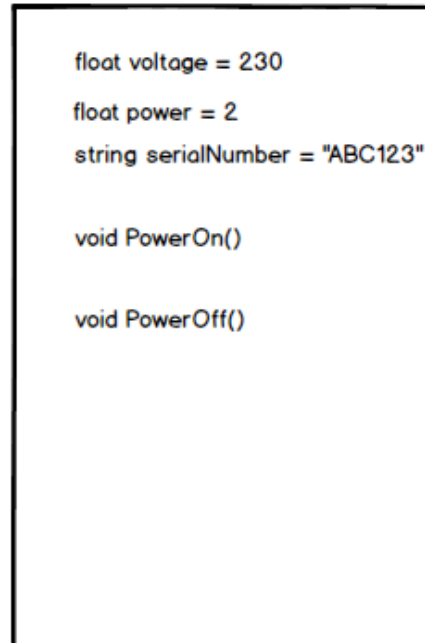 float voltage = 230
float power = 2
string serialNumber = "ABC123"
void PowerOn()
void PowerOff()